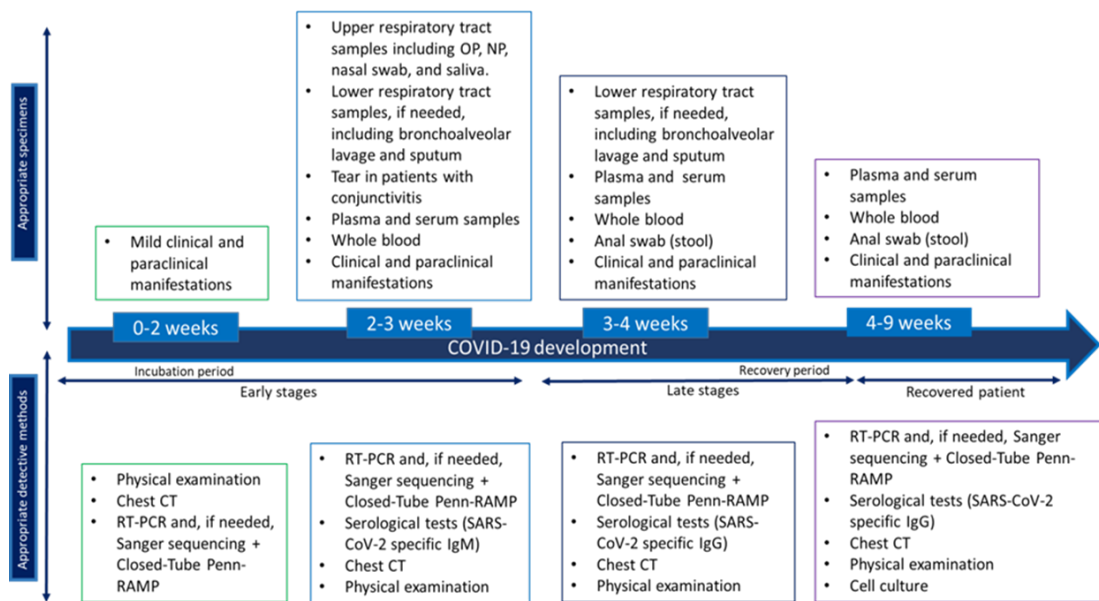 Appropriate specimens
• Mild clinical and
paraclinical
manifestations
• Upper respiratory tract
samples including OP, NP,
nasal swab, and saliva.
• Lower respiratory tract
samples, if needed,
including bronchoalveolar
lavage and sputum
• Tear in patients with
conjunctivitis
• Plasma and serum samples
• Whole blood
• Clinical and paraclinical
manifestations
• Lower respiratory tract
samples, if needed,
including bronchoalveolar
lavage and sputum
• Plasma and serum
samples
• Whole blood
• Anal swab (stool)
• Clinical and paraclinical
manifestations
• Plasma and serum
samples
• Whole blood
• Anal swab (stool)
• Clinical and paraclinical
manifestations
0-2 weeks
2-3 weeks
3-4 weeks
4-9 weeks
COVID-19 development
Incubation period
Recovery period
Early stages
Late stages
Recovered patient
Appropriate detective methods
• Physical examination
• Chest CT
• RT-PCR and, if needed,
Sanger sequencing +
Closed-Tube Penn-
RAMP
• RT-PCR and, if needed,
Sanger sequencing +
Closed-Tube Penn-RAMP
• Serological tests (SARS-
CoV-2 specific IgM)
• Chest CT
• Physical examination
• RT-PCR and, if needed,
Sanger sequencing +
Closed-Tube Penn-RAMP
• Serological tests (SARS-
CoV-2 specific IgG)
• Chest CT
• Physical examination
• RT-PCR and, if needed, Sanger
sequencing + Closed-Tube Penn-
RAMP
• Serological tests (SARS-CoV-2
specific IgG)
• Chest CT
• Physical examination
• Cell culture